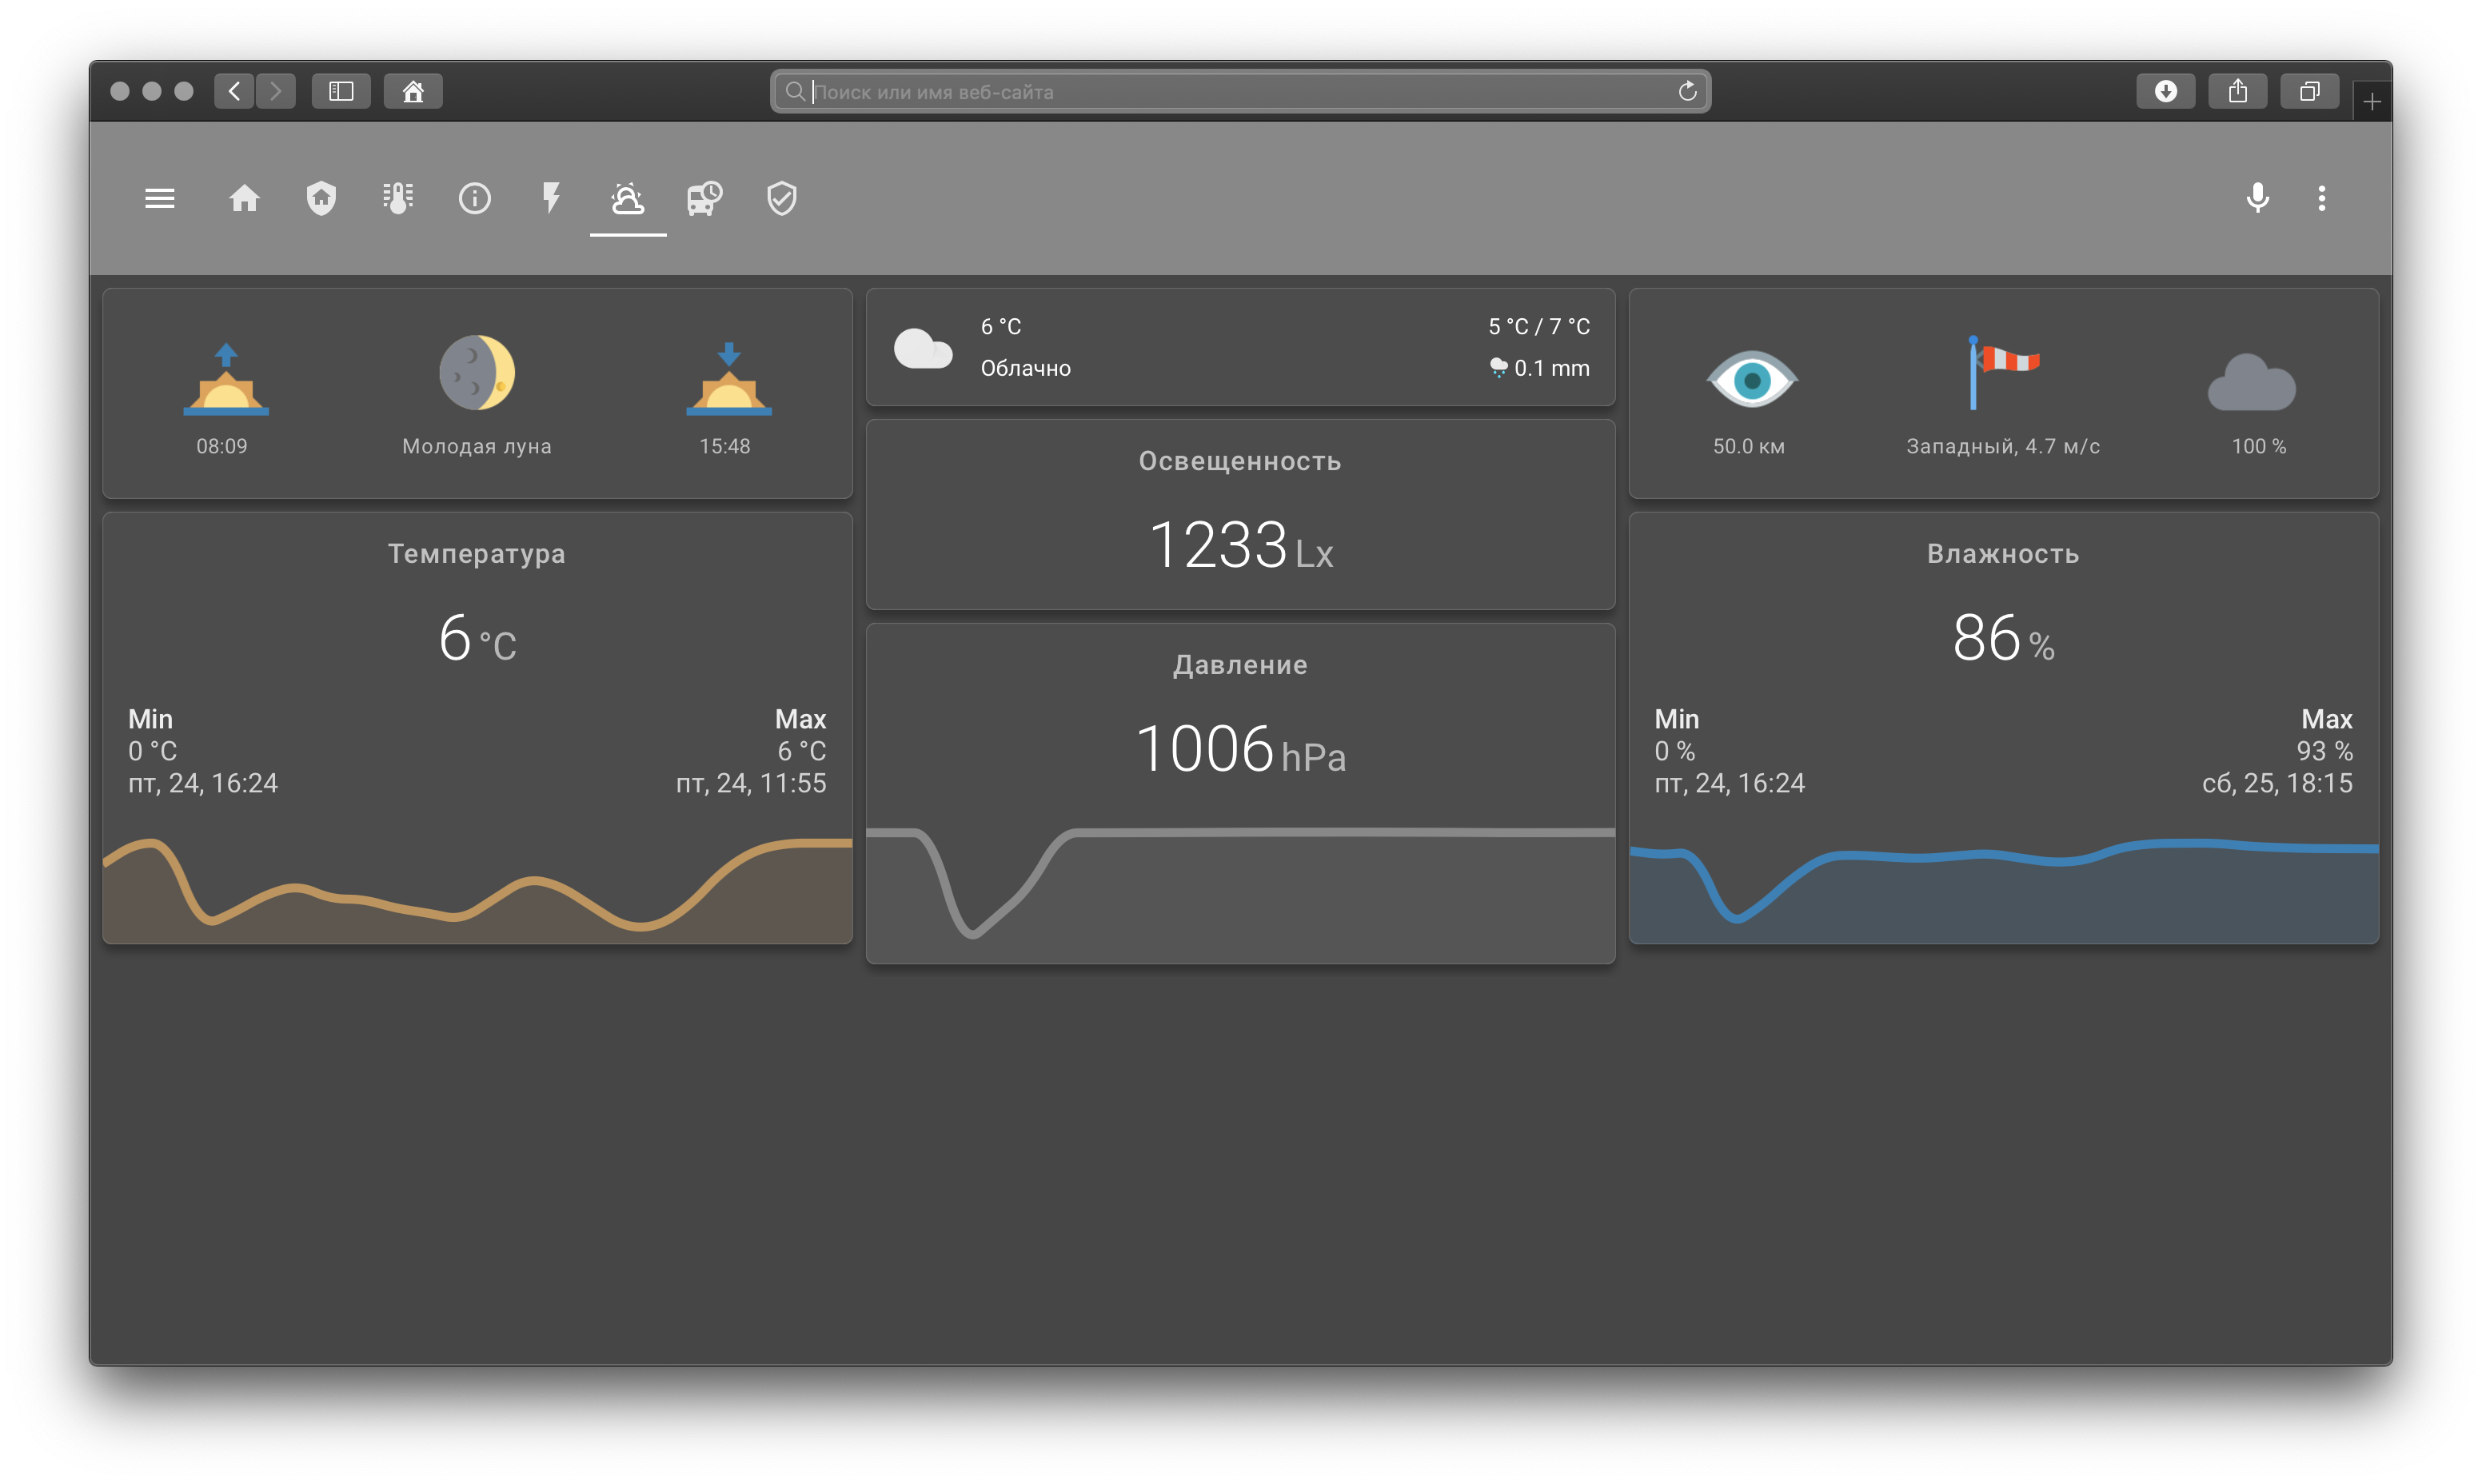 Поиск или имя веб-сайта
08:09
Молодая луна
15:48
6 °C
5 °C / 7 °C
Облачно
0.1 mm
50.0 км
Западный, 4.7 м/с
100 %
Освещенность
1233 Lx
Температура
6 °C
Min
0 °C
пт, 24, 16:24
Max
6 °C
пт, 24, 11:55
Давление
1006 hPa
Влажность
86 %
Min
0 %
пт, 24, 16:24
Max
93 %
сб, 25, 18:15